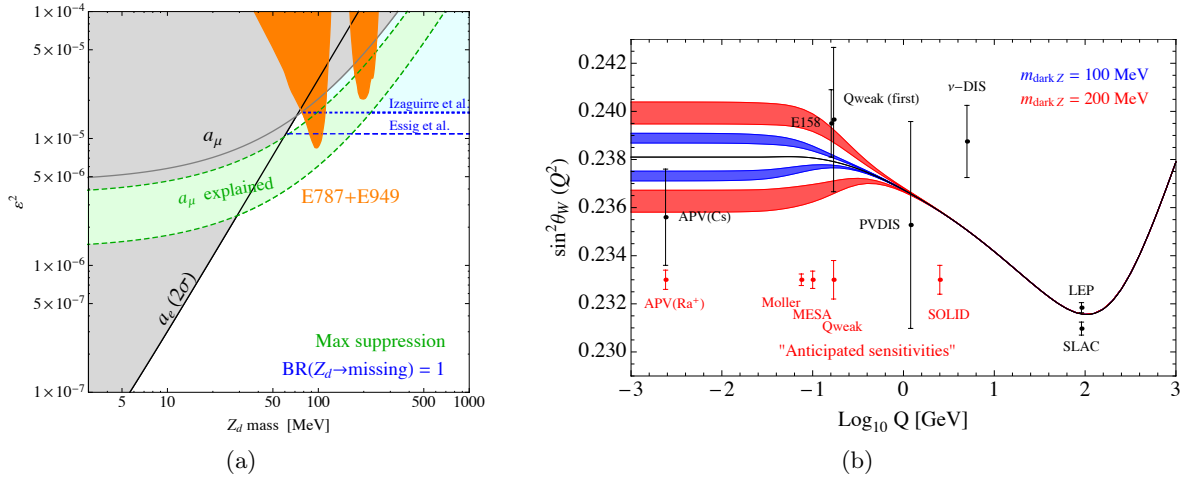 1×10⁻⁴
5×10⁻⁵
1×10⁻⁵
5×10⁻⁶
1×10⁻⁶
5×10⁻⁷
1×10⁻⁷
ε²
5
10
50
100
500
1000
Z_d mass [MeV]
a_μ
a_μ explained
a_e (2σ)
E787+E949
Izaguirre et al.
Essig et al.
Max suppression
BR(Z_d→missing) = 1
(a)
0.242
0.240
0.238
0.236
0.234
0.232
0.230
sin²θ_W (Q²)
-3
-2
-1
0
1
2
3
Log₁₀ Q [GeV]
m_dark Z = 100 MeV
m_dark Z = 200 MeV
Qweak (first)
ν-DIS
E158
APV(Cs)
PVDIS
APV(Ra⁺)
Moller
MESA
Qweak
SOLID
LEP
SLAC
"Anticipated sensitivities"
(b)